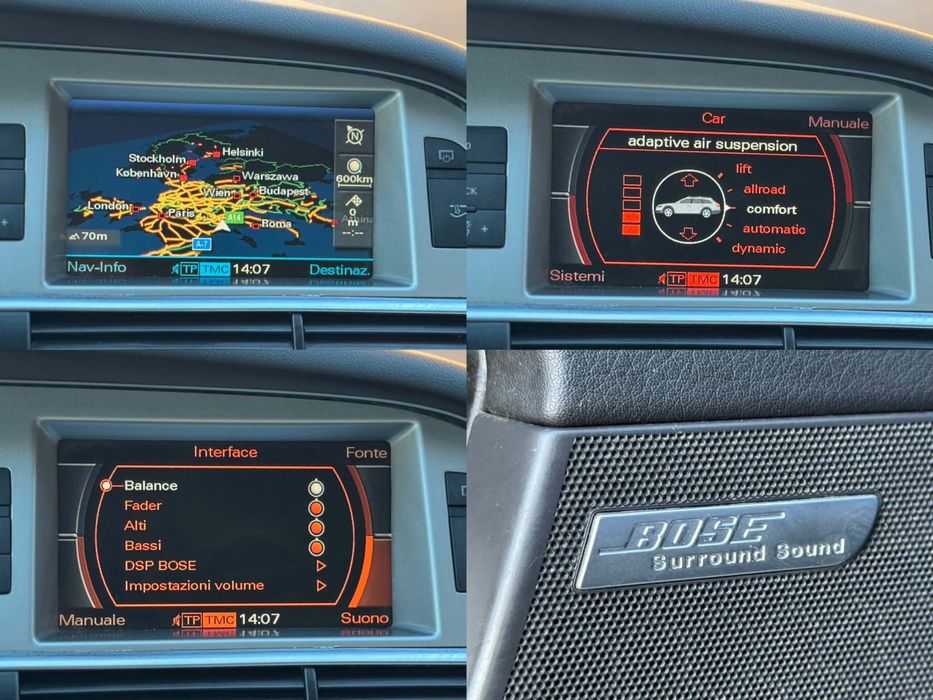 Stockholm
Helsinki
København
Warszawa
Wien
Budapest
London
Paris
A14
Roma
A-7
70m
N
600km
0
m
--:--
Nav-Info
TP TMC 14:07
Destinaz.
Car
Manuale
adaptive air suspension
lift
allroad
comfort
automatic
dynamic
Sistemi
TP TMC 14:07
Interface
Fonte
Balance
Fader
Alti
Bassi
DSP BOSE
Impostazioni volume
Manuale
TP TMC 14:07
Suono
BOSE
Surround Sound